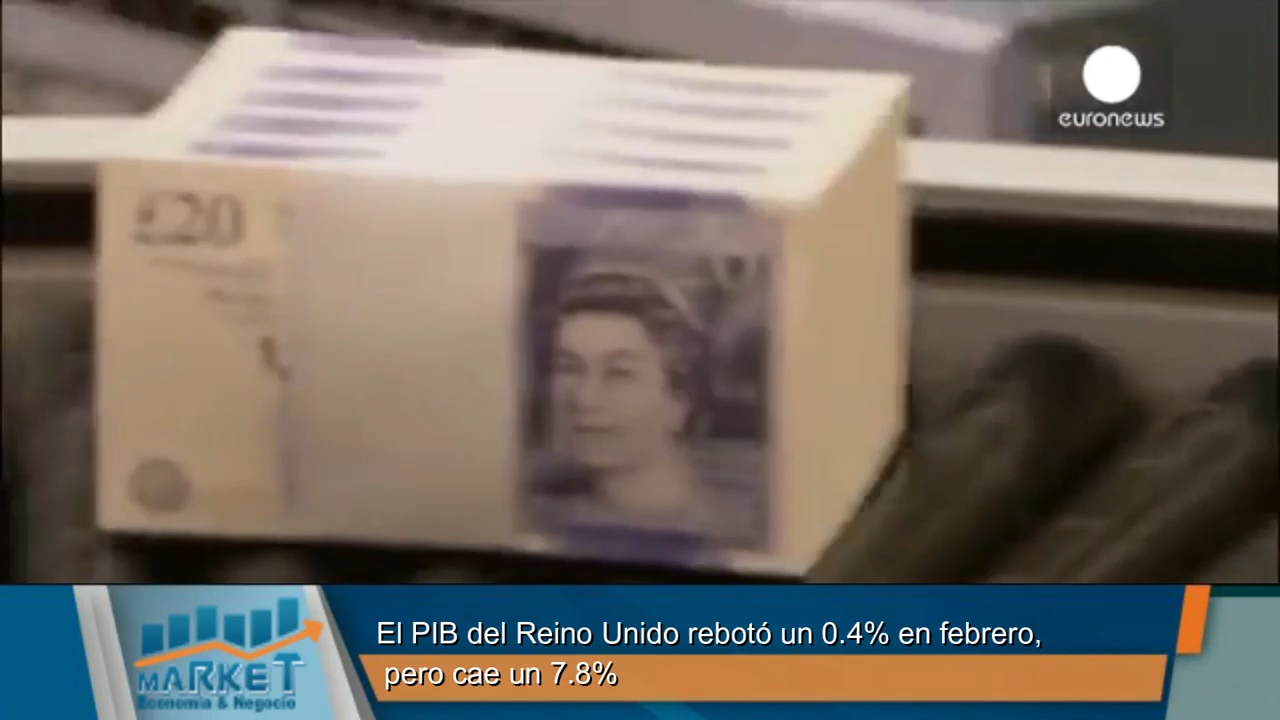 euronews
£20
El PIB del Reino Unido rebotó un 0.4% en febrero,
pero cae un 7.8%
MARKET
Economia & Negocio